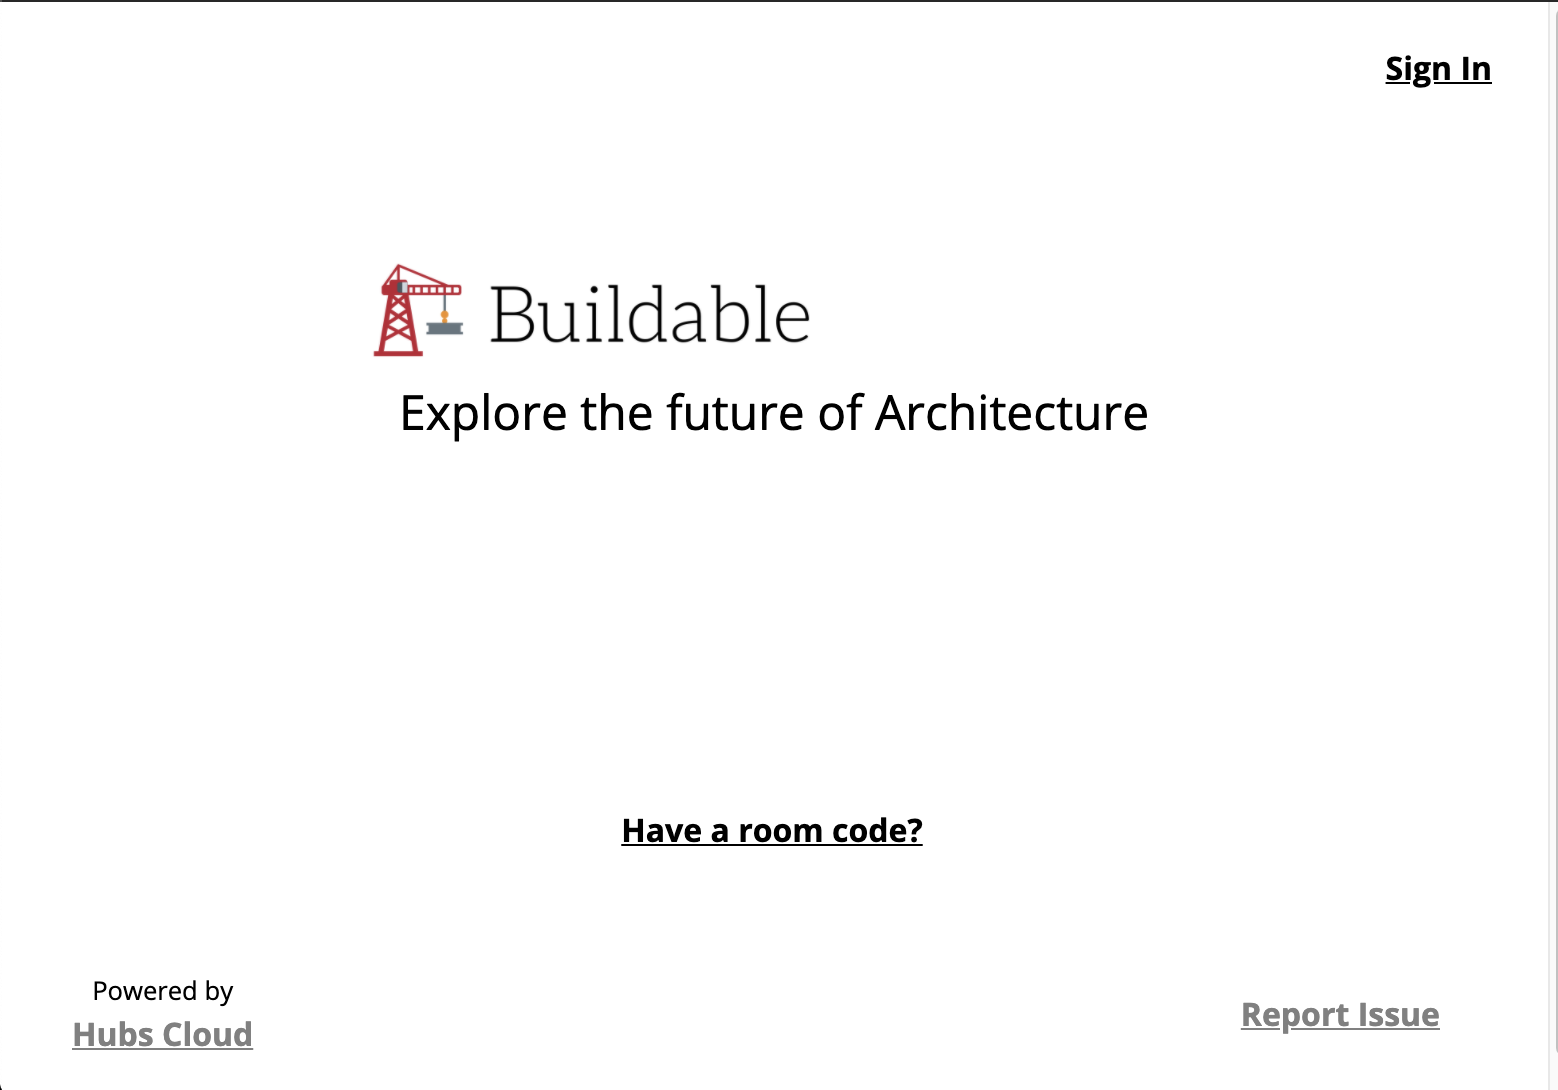 Sign In
Buildable
Explore the future of Architecture
Have a room code?
Powered by
Hubs Cloud
Report Issue